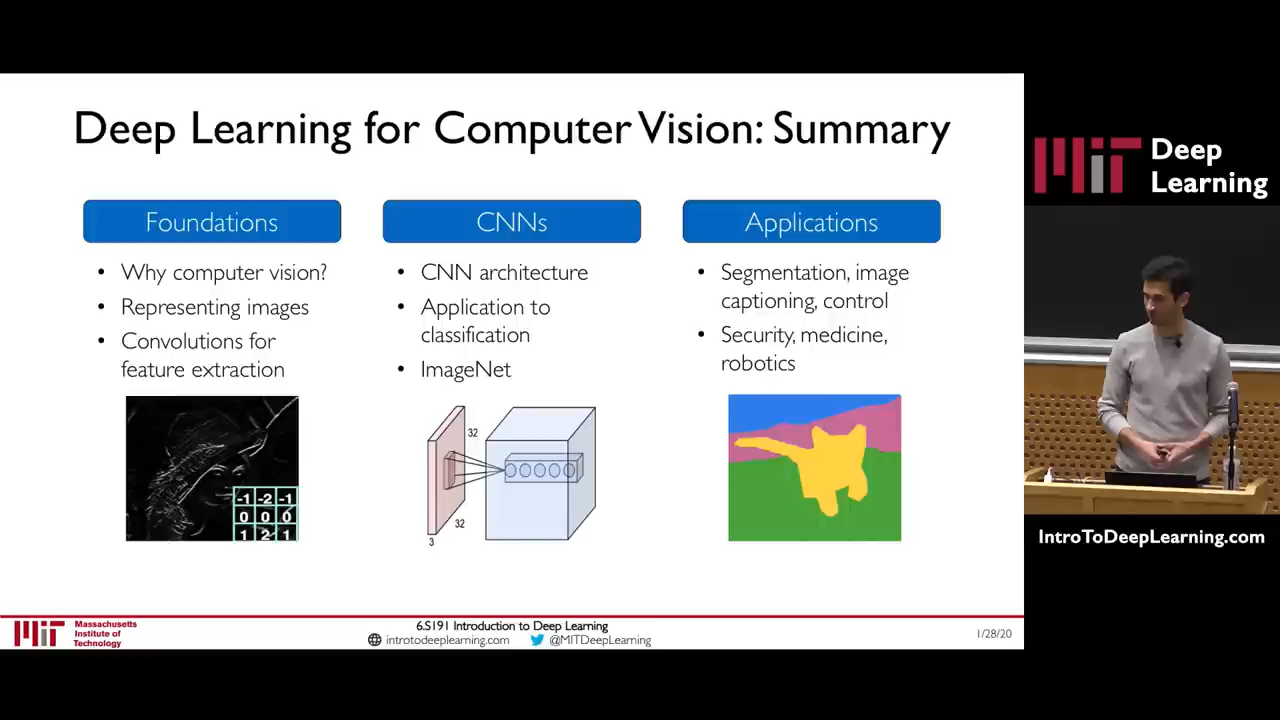 Deep Learning for Computer Vision: Summary
Foundations
• Why computer vision?
• Representing images
• Convolutions for
feature extraction
-1 -2 -1
0 0 0
1 2 1
CNNs
• CNN architecture
• Application to
classification
• ImageNet
32
32
3
Applications
• Segmentation, image
captioning, control
• Security, medicine,
robotics
MIT
Massachusetts
Institute of
Technology
6.S191 Introduction to Deep Learning
introtodeeplearning.com @MITDeepLearning
1/28/20
MIT Deep
Learning
IntroToDeepLearning.com